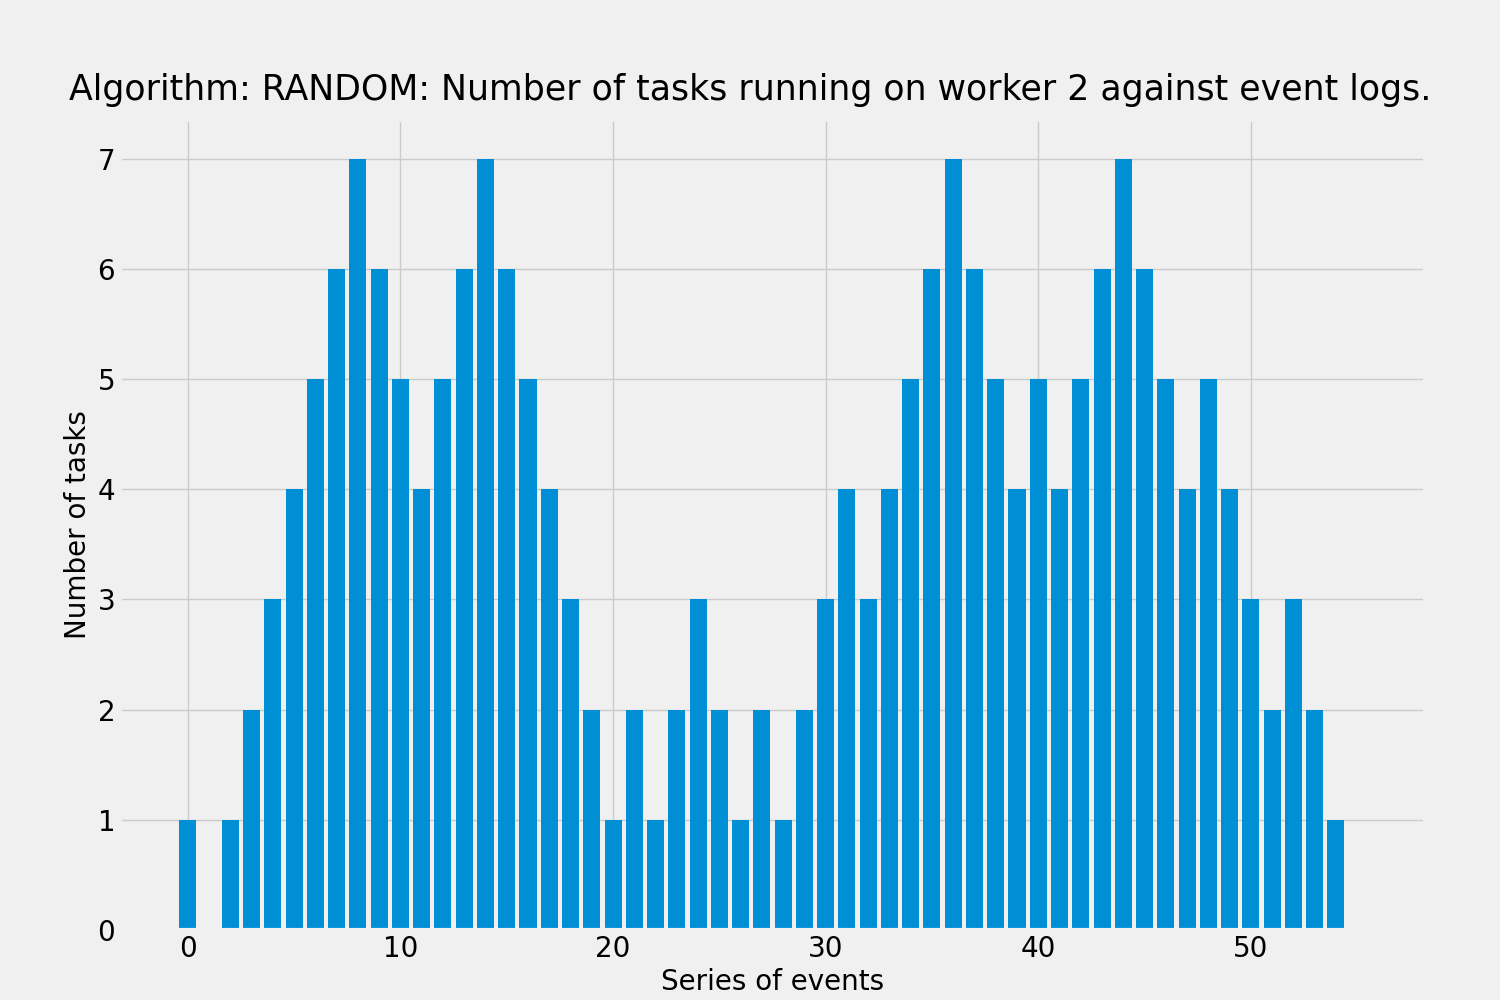 Algorithm: RANDOM: Number of tasks running on worker 2 against event logs.
7
6
5
4
3
2
1
0
Number of tasks
0 10 20 30 40 50
Series of events